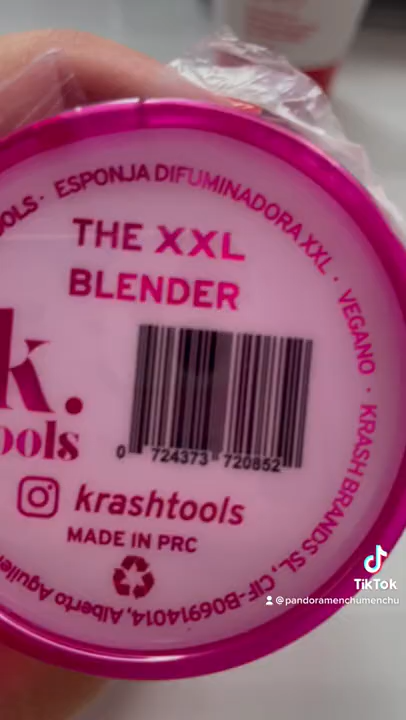 OOLS · ESPONJA DIFUMINADORA XXL · VEGANO · KRASH BRANDS SL, CIF-B06914014, Alberto Aguile
THE XXL
BLENDER
k.
ools
0 724373 720852
krashtools
MADE IN PRC
TikTok
@pandoramenchumenchu